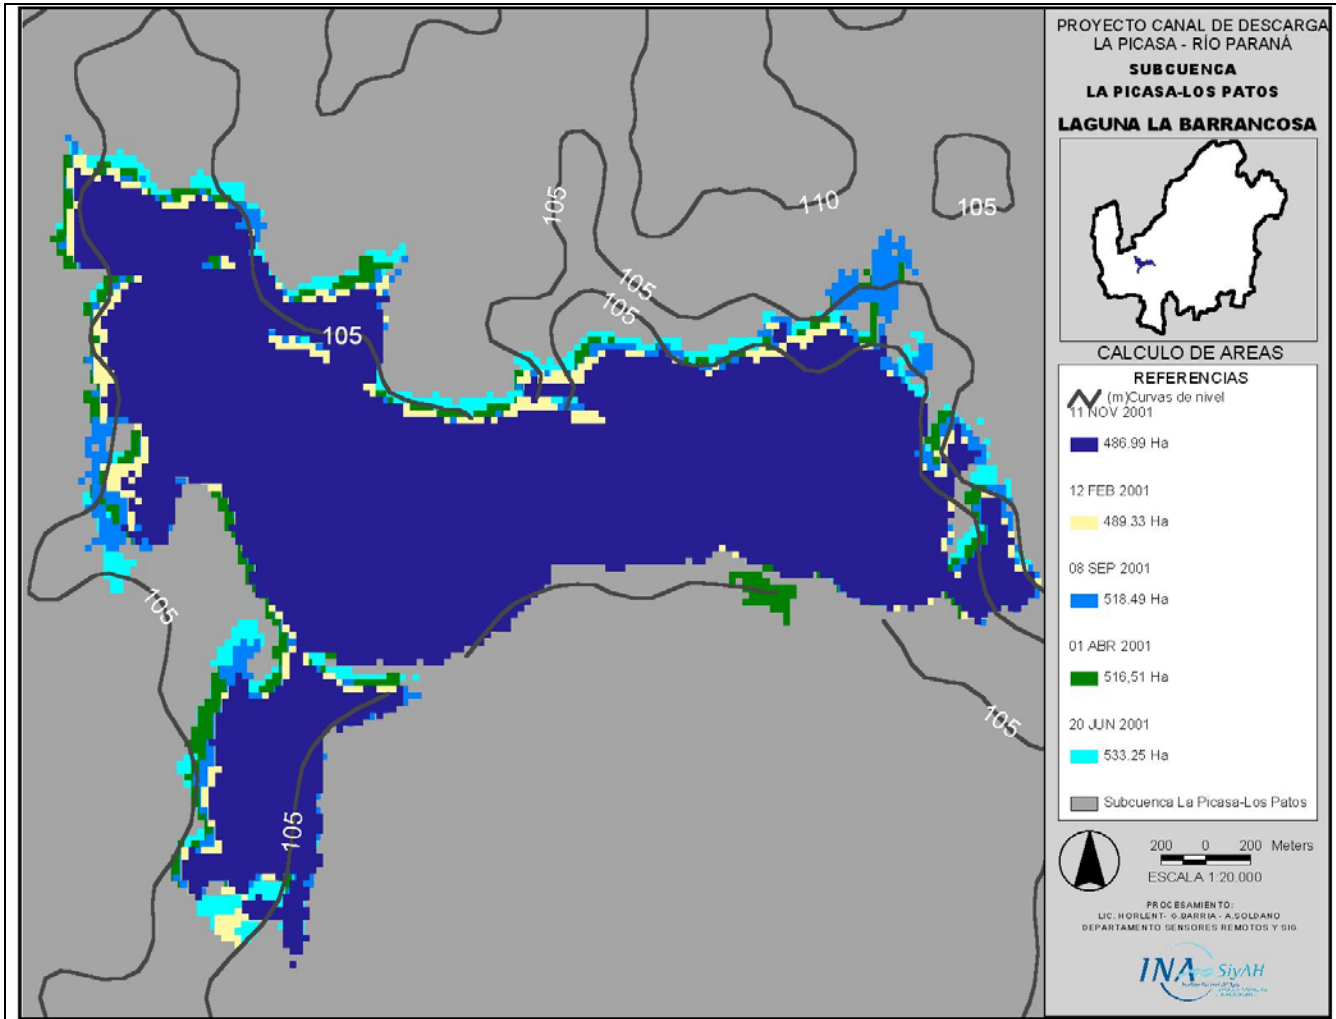 105
110
105
105
105
105
105
105
105
PROYECTO CANAL DE DESCARGA
LA PICASA - RÍO PARANÁ
SUBCUENCA
LA PICASA-LOS PATOS
LAGUNA LA BARRANCOSA
CALCULO DE AREAS
REFERENCIAS
(m)Curvas de nivel
11 NOV 2001
486.99 Ha
12 FEB 2001
489.33 Ha
08 SEP 2001
518.49 Ha
01 ABR 2001
516,51 Ha
20 JUN 2001
533.25 Ha
Subcuenca La Picasa-Los Patos
200 0 200 Meters
ESCALA 1:20.000
PROCESAMIENTO:
LIC. HORLENT- G.BARRIA - A.SOLDANO
DEPARTAMENTO SENSORES REMOTOS Y SIG
INA SiyAH